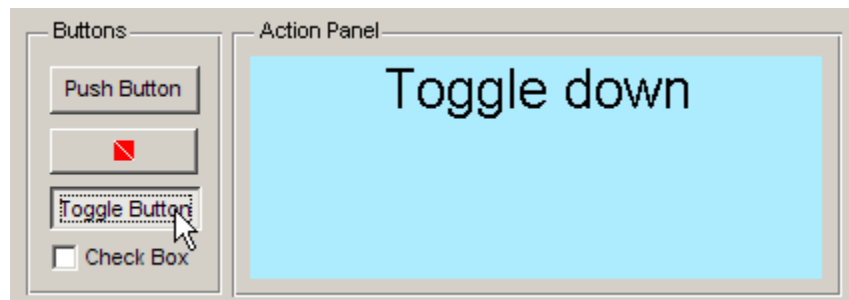 Buttons
Push Button
Toggle Button
Check Box
Action Panel
Toggle down